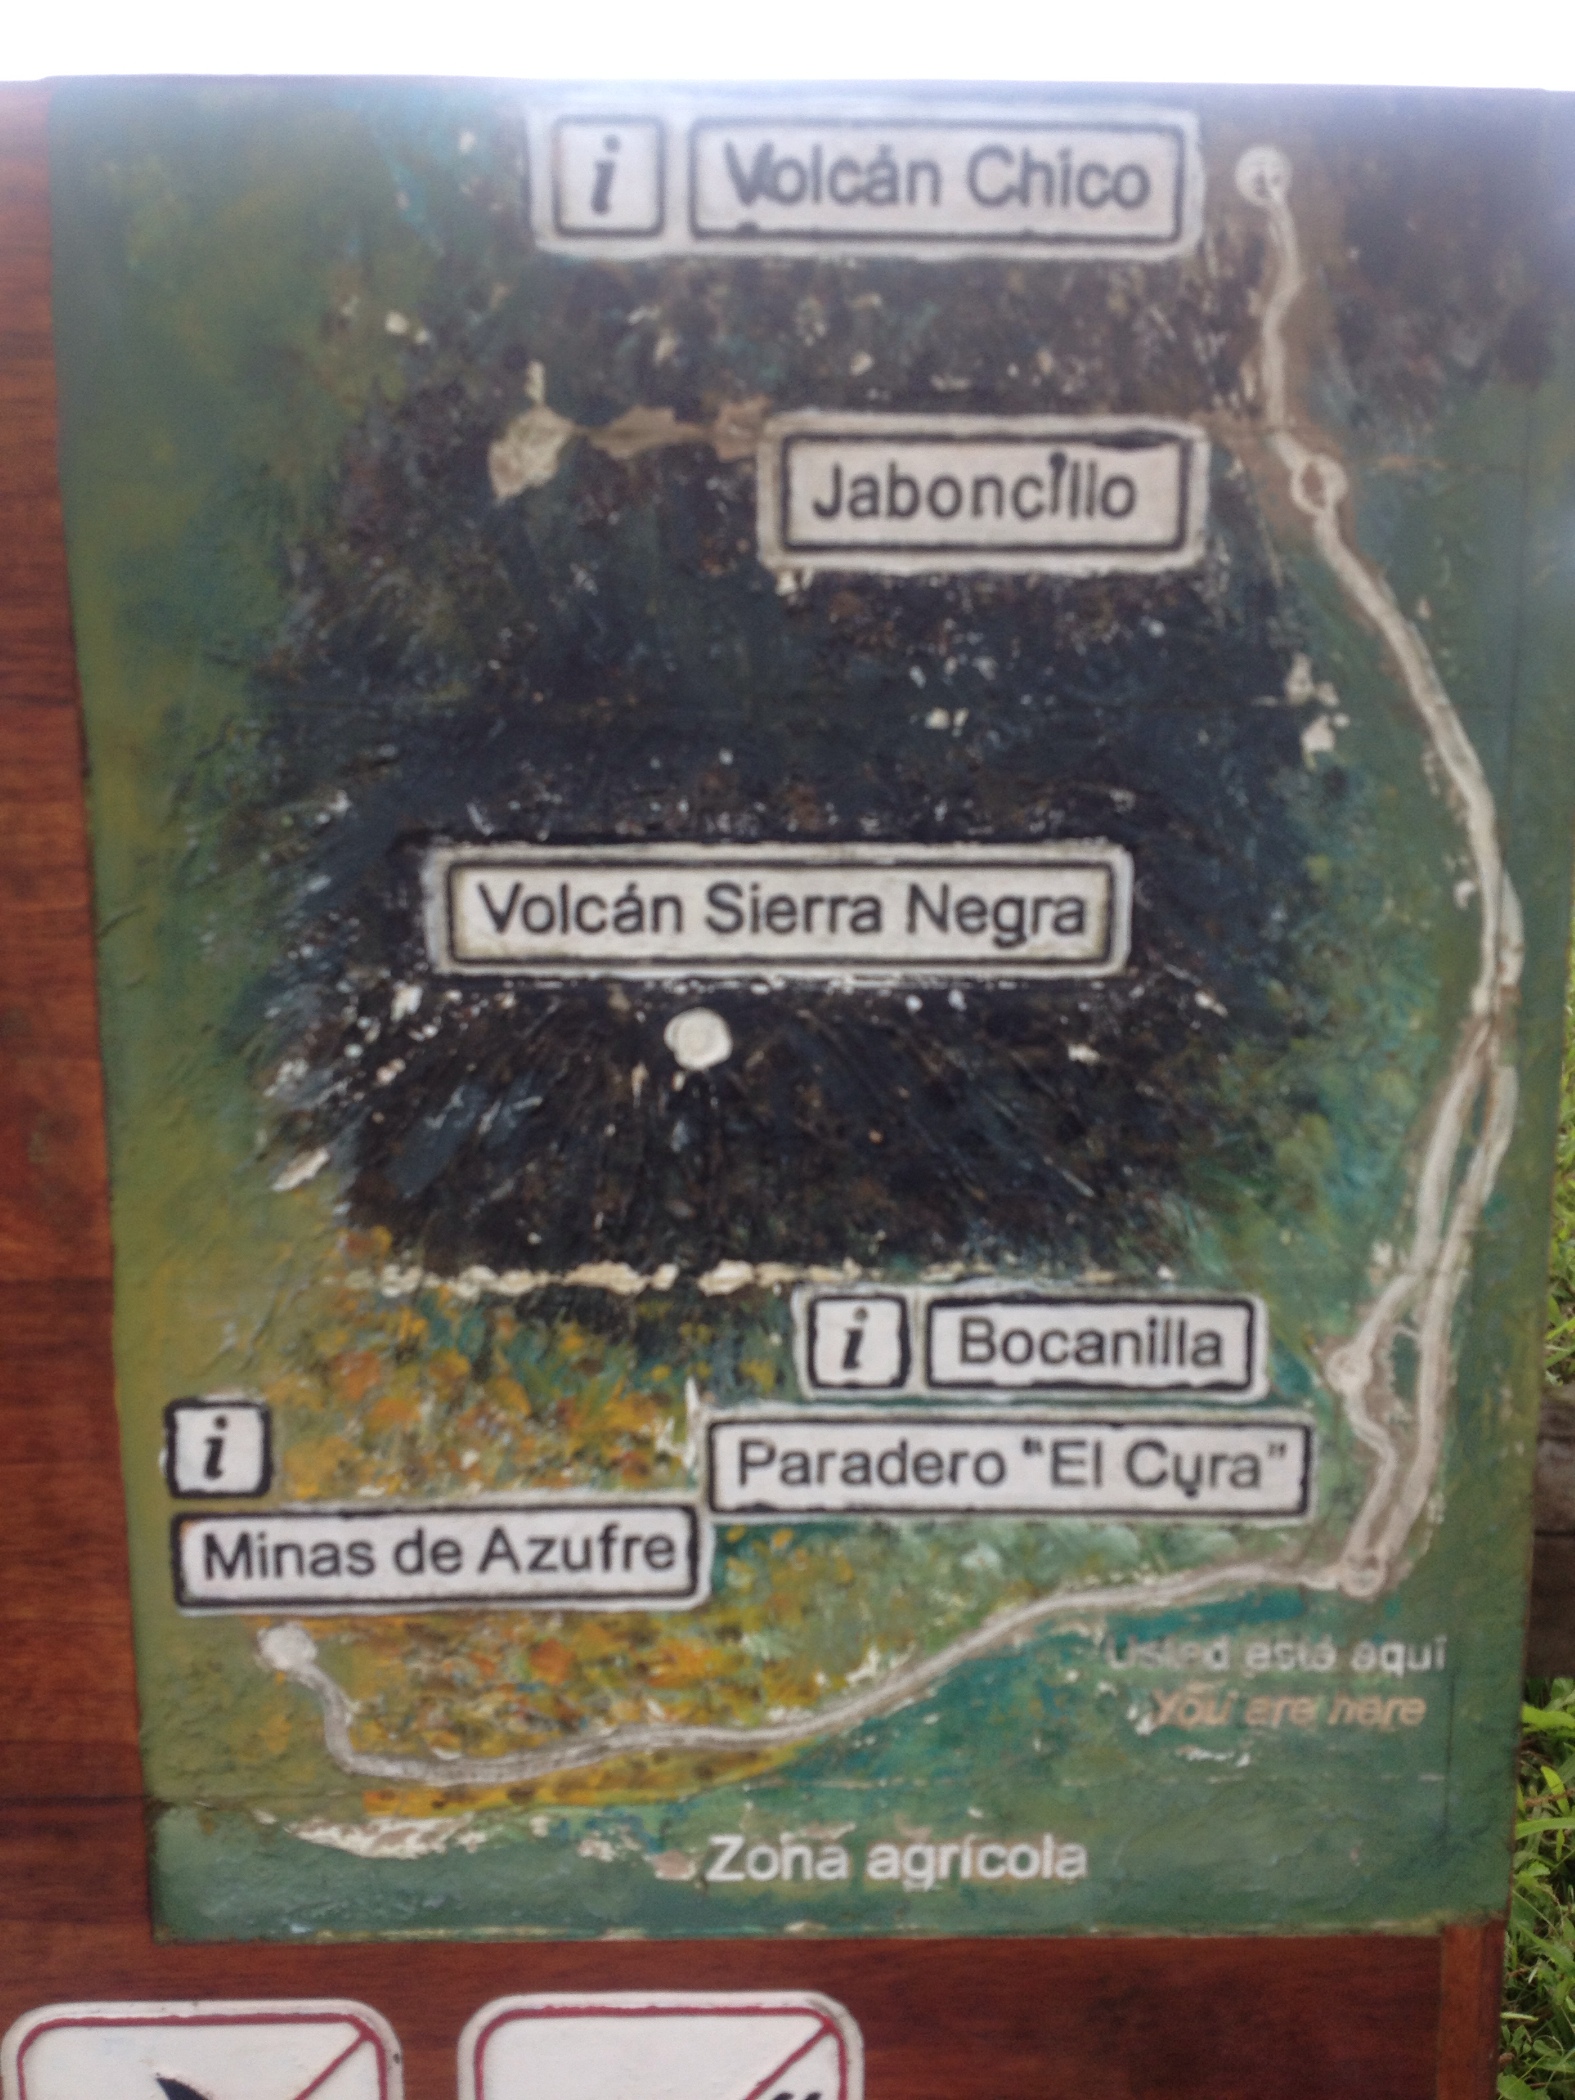 i Volcán Chico
Jaboncillo
Volcán Sierra Negra
i Bocanilla
Paradero "El Cura"
i
Minas de Azufre
Usted está aquí
You are here
Zona agrícola